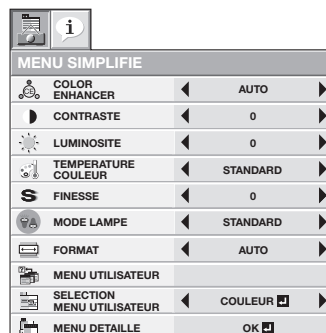 MENU SIMPLIFIE
COLOR
ENHANCER
AUTO
CONTRASTE
0
LUMINOSITE
0
TEMPERATURE
COULEUR
STANDARD
FINESSE
0
MODE LAMPE
STANDARD
FORMAT
AUTO
MENU UTILISATEUR
SELECTION
MENU UTILISATEUR
COULEUR
MENU DETAILLE
OK